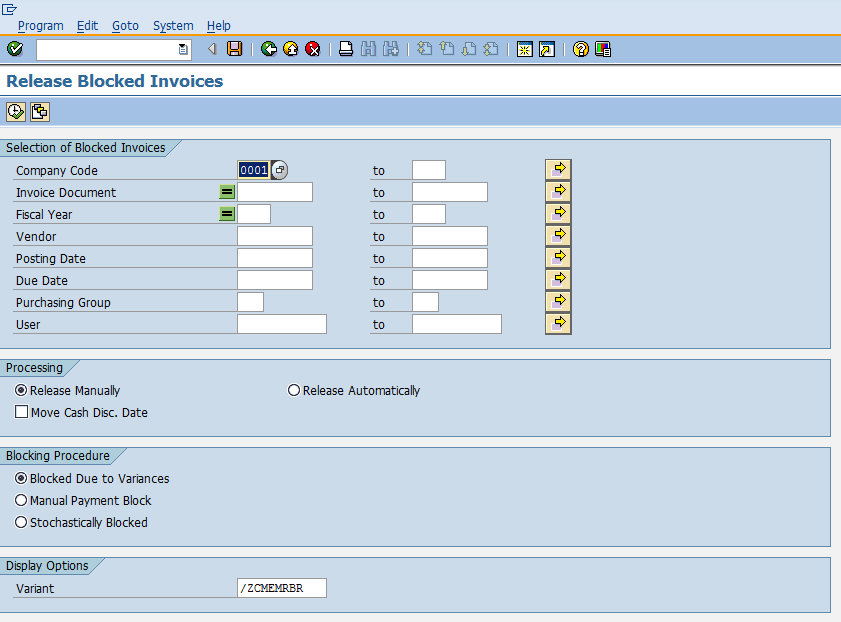 Program Edit Goto System Help
Release Blocked Invoices
Selection of Blocked Invoices
Company Code 0001 to
Invoice Document to
Fiscal Year to
Vendor to
Posting Date to
Due Date to
Purchasing Group to
User to
Processing
Release Manually Release Automatically
Move Cash Disc. Date
Blocking Procedure
Blocked Due to Variances
Manual Payment Block
Stochastically Blocked
Display Options
Variant /ZCMEMRBR